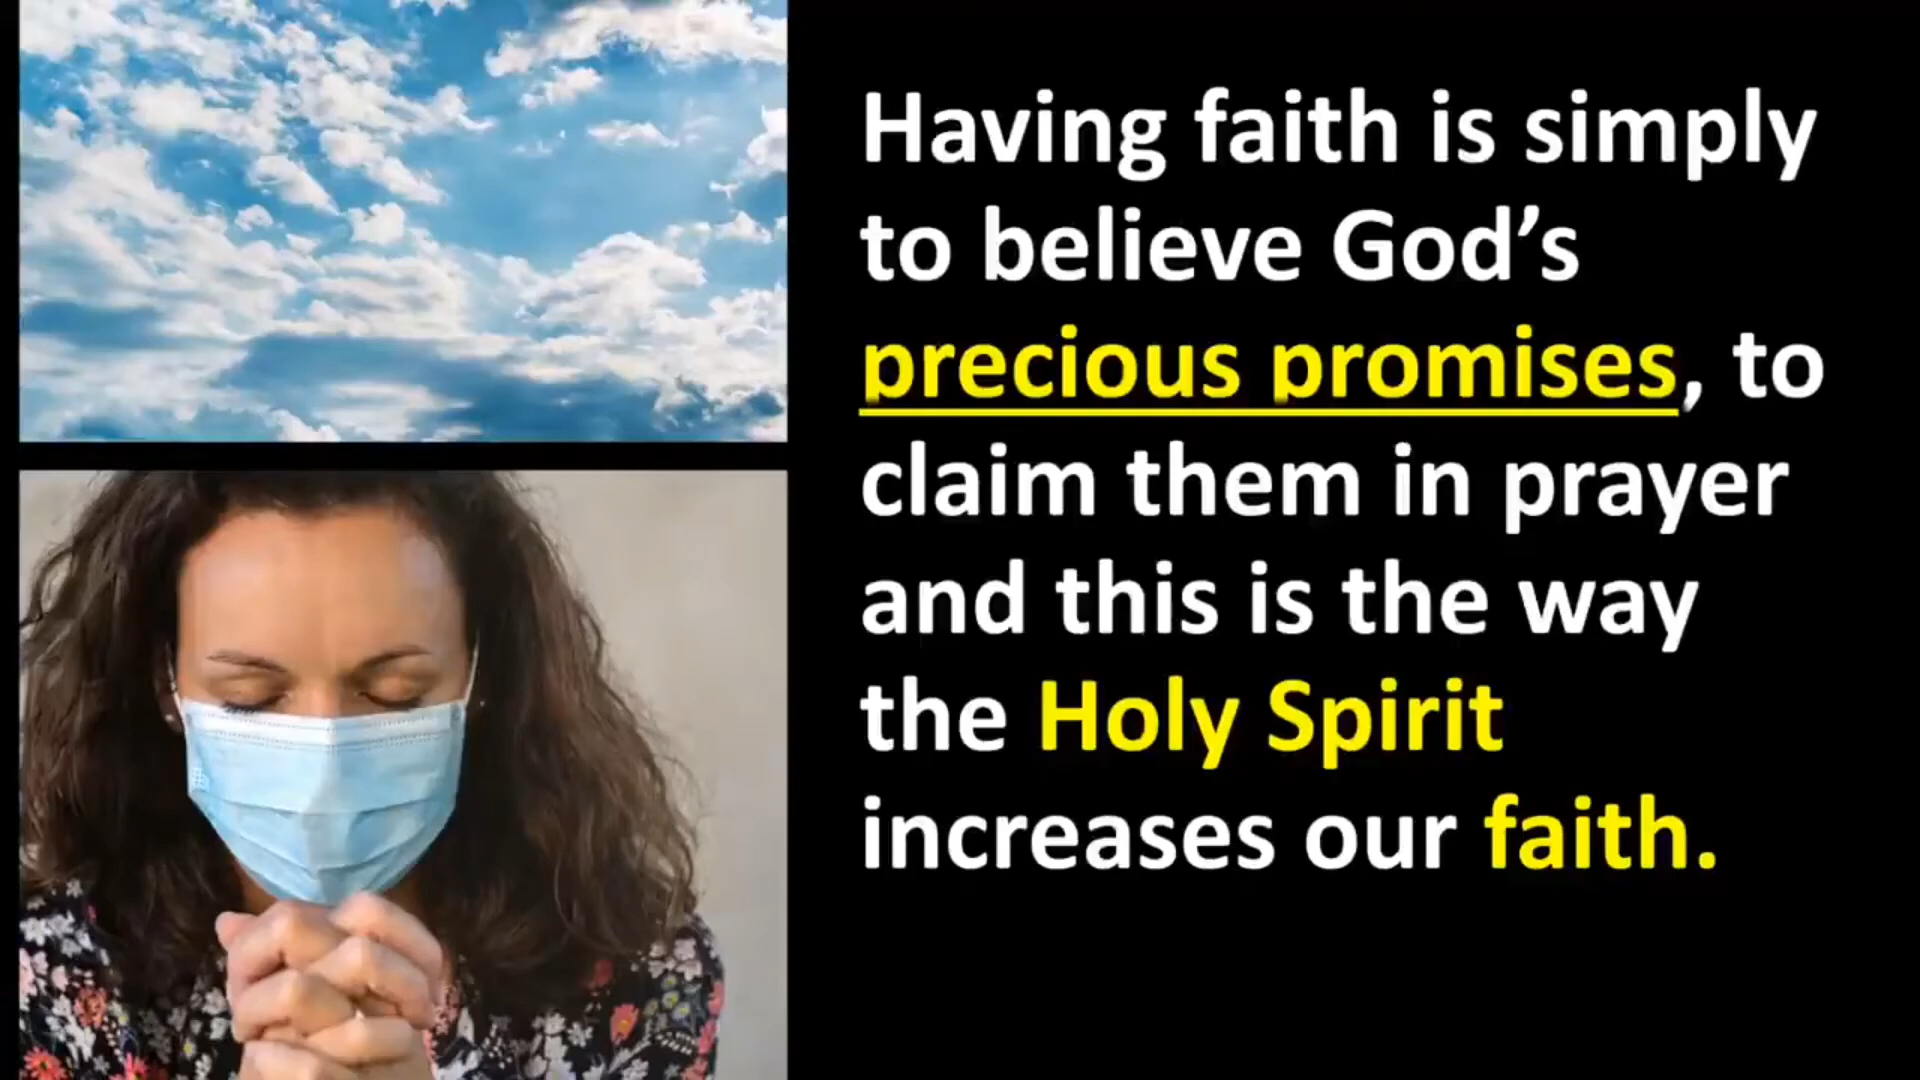 Having faith is simply
to believe God’s
precious promises, to
claim them in prayer
and this is the way
the Holy Spirit
increases our faith.